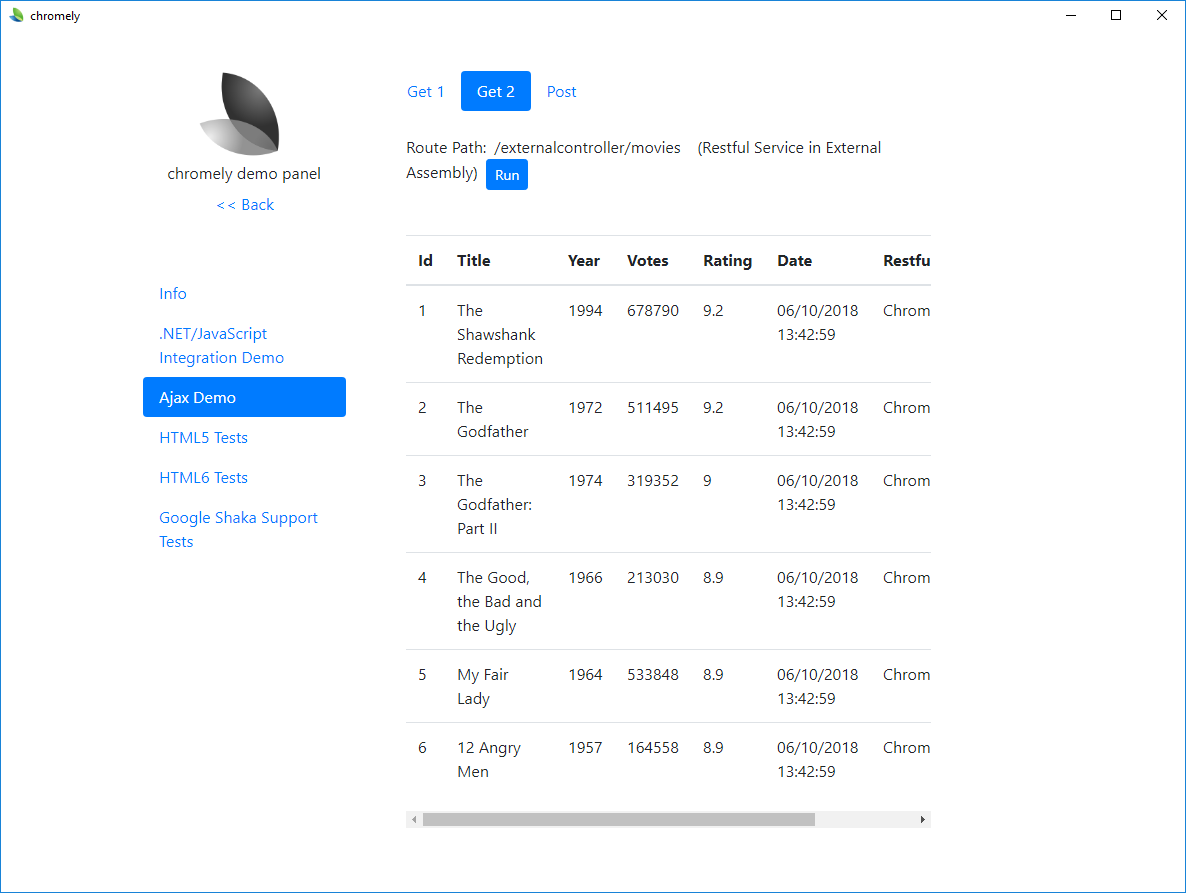 chromely
chromely demo panel
<< Back
Info
.NET/JavaScript
Integration Demo
Ajax Demo
HTML5 Tests
HTML6 Tests
Google Shaka Support
Tests
Get 1 Get 2 Post
Route Path: /externalcontroller/movies (Restful Service in External
Assembly) Run
Id Title Year Votes Rating Date Restfu
1 The 1994 678790 9.2 06/10/2018 Chrom
Shawshank 13:42:59
Redemption
2 The 1972 511495 9.2 06/10/2018 Chrom
Godfather 13:42:59
3 The 1974 319352 9 06/10/2018 Chrom
Godfather: 13:42:59
Part II
4 The Good, 1966 213030 8.9 06/10/2018 Chrom
the Bad and 13:42:59
the Ugly
5 My Fair 1964 533848 8.9 06/10/2018 Chrom
Lady 13:42:59
6 12 Angry 1957 164558 8.9 06/10/2018 Chrom
Men 13:42:59